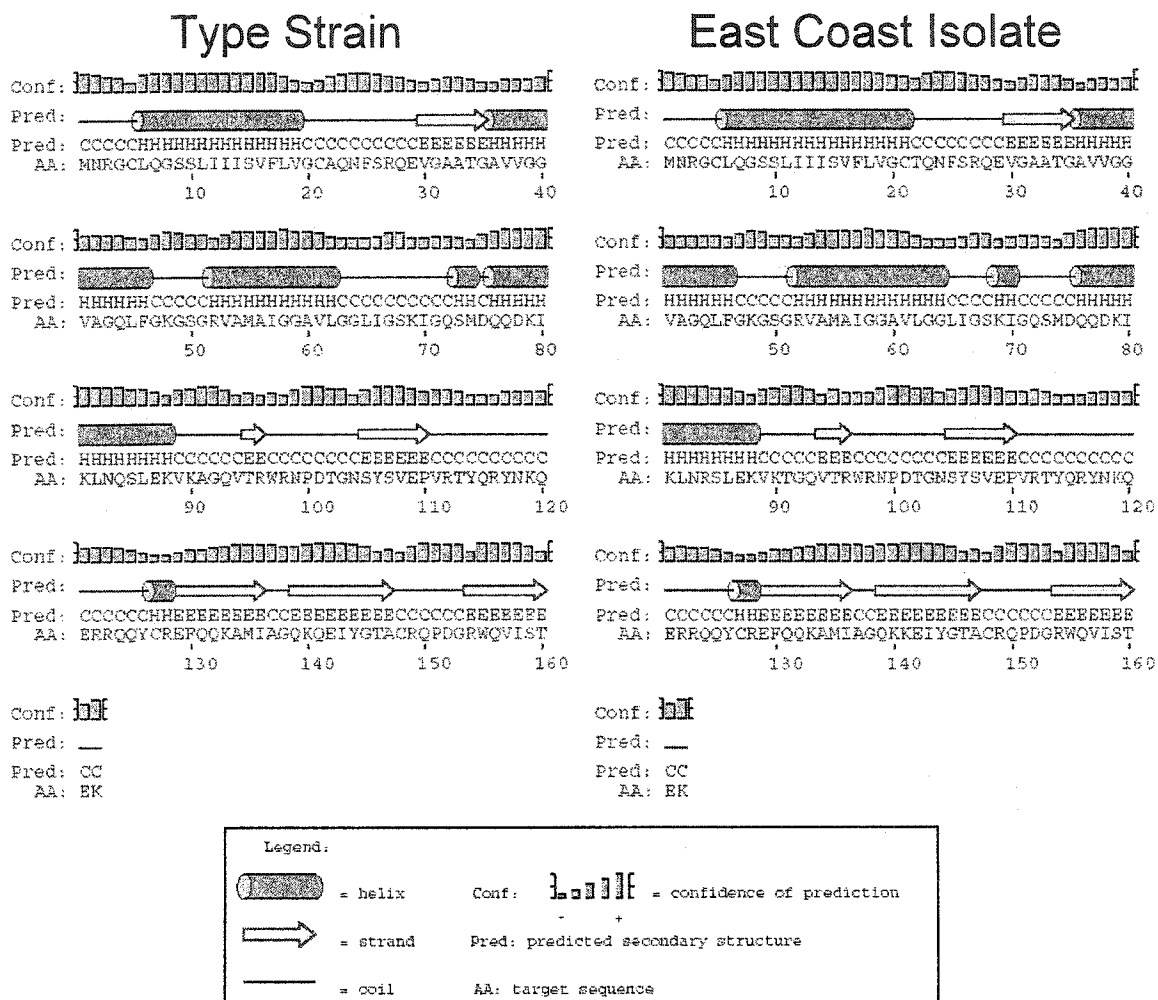 Type Strain
Conf:
Pred:
Pred: CCCCCHHHHHHHHHHHHHHCCCCCCCCCCEEEEEEHHHHH
AA: MNRGCLQGSSLIIISVFLVGCAQNFSRQEVGAATGAVVGG
10 20 30 40
Conf:
Pred:
Pred: HHHHHHCCCCCHHHHHHHHHHHCCCCCCCCCCHHCHHHHH
AA: VAGQLFGKGSGRVAMAIGGAVLGGLIGSKIGQSMDQQDKI
50 60 70 80
Conf:
Pred:
Pred: HHHHHHHHCCCCCCEECCCCCCCCEEEEEECCCCCCCCCC
AA: KLNQSLEKVKAGQVTRWRNPDTGNSYSVEPVRTYQRYNKQ
90 100 110 120
Conf:
Pred:
Pred: CCCCCCHHEEEEEEEECCEEEEEEEEECCCCCCEEEEEEE
AA: ERRQQYCREFQQKAMIAGQKQEIYGTACRQPDGRWQVIST
130 140 150 160
Conf:
Pred:
Pred: CC
AA: EK
East Coast Isolate
Conf:
Pred:
Pred: CCCCCHHHHHHHHHHHHHHHHCCCCCCCCEEEEEEHHHHH
AA: MNRGCLQGSSLIIISVFLVGCTQNFSRQEVGAATGAVVGG
10 20 30 40
Conf:
Pred:
Pred: HHHHHHCCCCCHHHHHHHHHHHHHCCCCHHCCCCCHHHHH
AA: VAGQLFGKGSGRVAMAIGGAVLGGLIGSKIGQSMDQQDKI
50 60 70 80
Conf:
Pred:
Pred: HHHHHHHHCCCCCEEECCCCCCCCEEEEEECCCCCCCCCC
AA: KLNRSLEKVKTGQVTRWRNPDTGNSYSVEPVRTYQRYNKQ
90 100 110 120
Conf:
Pred:
Pred: CCCCCCHHEEEEEEEECCEEEEEEEEECCCCCCEEEEEEE
AA: ERRQQYCREFQQKAMIAGQKKEIYGTACRQPDGRWQVIST
130 140 150 160
Conf:
Pred:
Pred: CC
AA: EK
Legend:
= helix Conf: = confidence of prediction
- +
= strand Pred: predicted secondary structure
= coil AA: target sequence